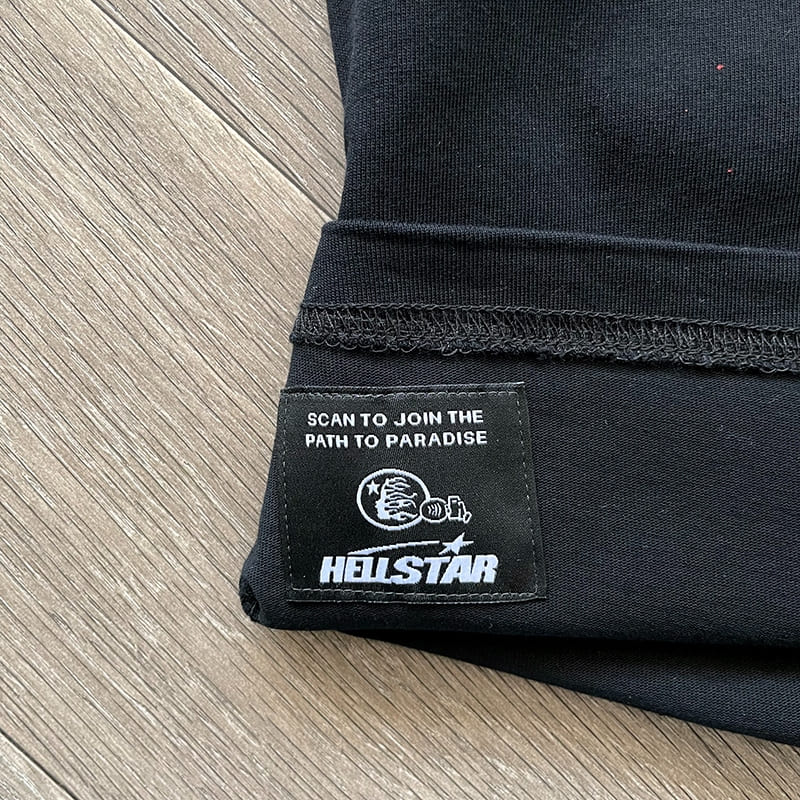 SCAN TO JOIN THE
PATH TO PARADISE
HELLSTAR